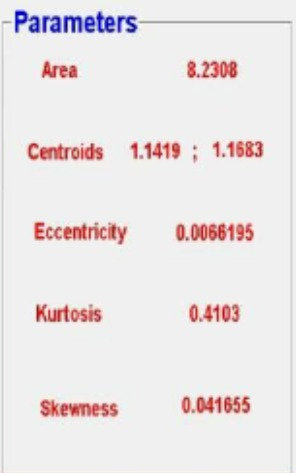 Parameters
Area 8.2308
Centroids 1.1419 ; 1.1683
Eccentricity 0.0066195
Kurtosis 0.4103
Skewness 0.041655